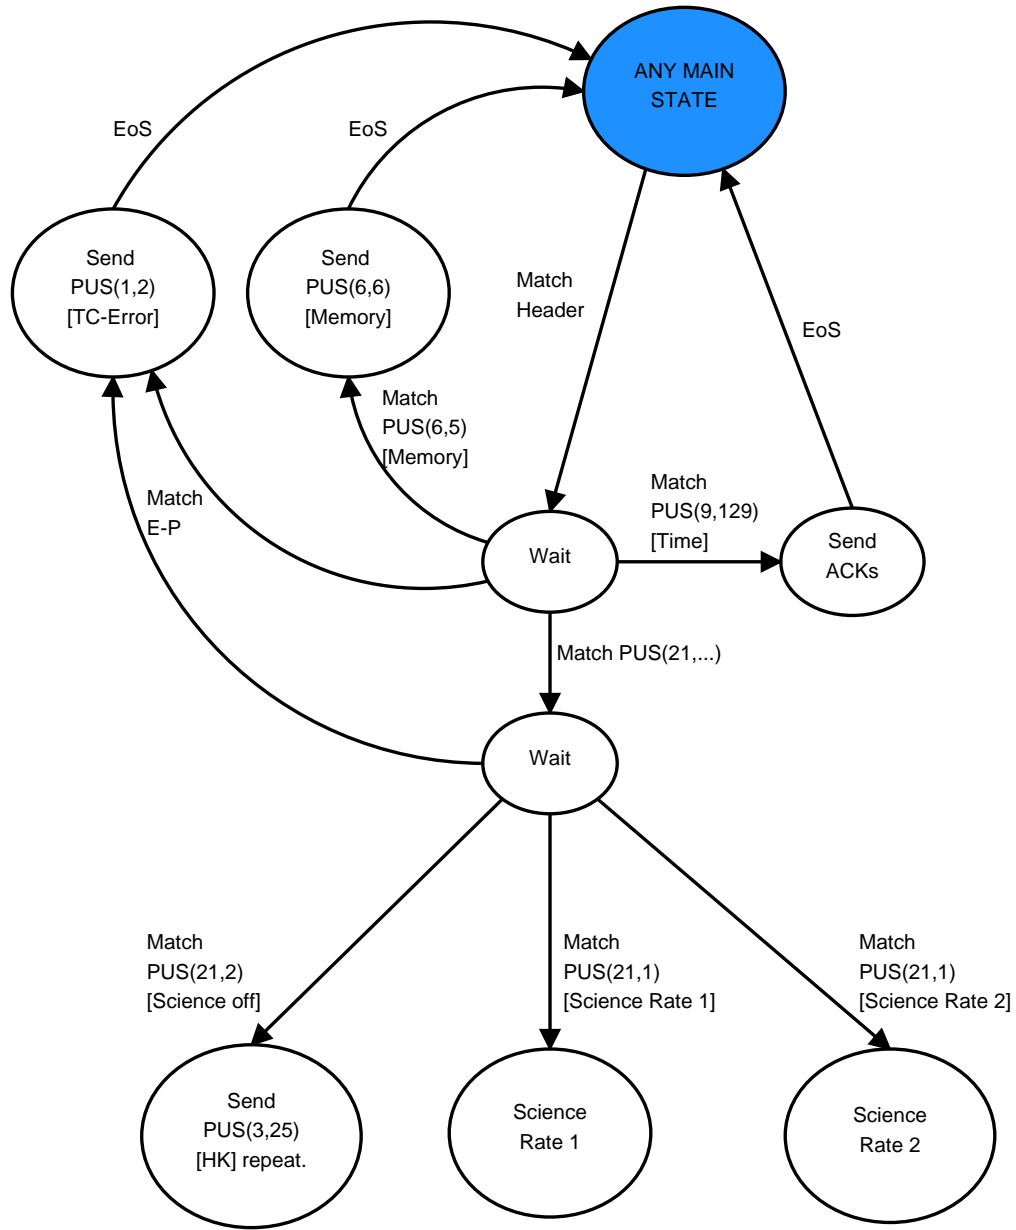 ANY MAIN
STATE
EoS
EoS
Send
PUS(1,2)
[TC-Error]
Send
PUS(6,6)
[Memory]
Match
Header
EoS
Match
PUS(6,5)
[Memory]
Match
E-P
Match
PUS(9,129)
[Time]
Wait
Send
ACKs
Match PUS(21,...)
Wait
Match
PUS(21,2)
[Science off]
Match
PUS(21,1)
[Science Rate 1]
Match
PUS(21,1)
[Science Rate 2]
Send
PUS(3,25)
[HK] repeat.
Science
Rate 1
Science
Rate 2